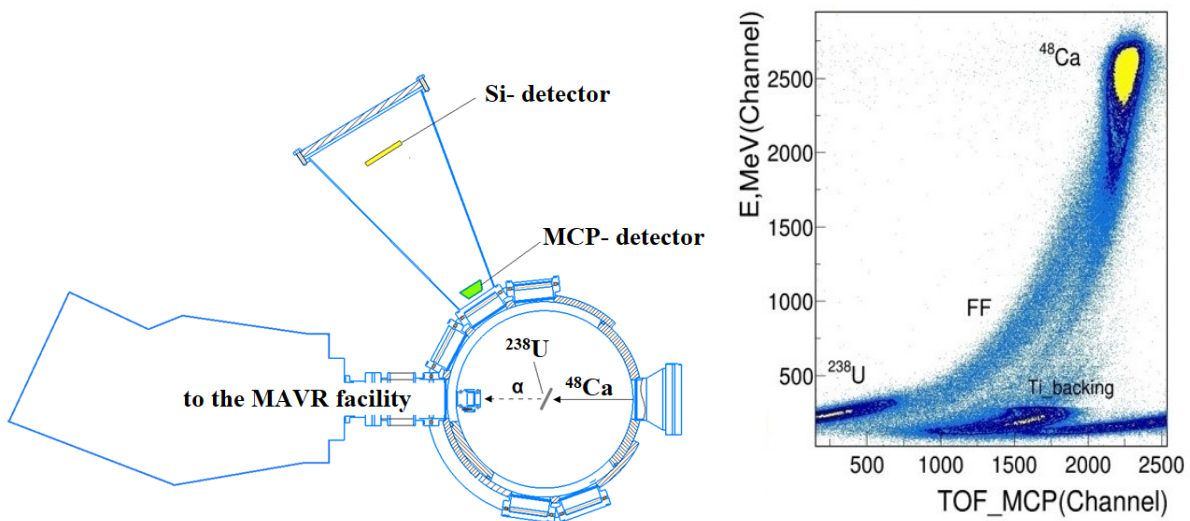 Si- detector
MCP- detector
²³⁸U
⁴⁸Ca
α
to the MAVR facility
E,MeV(Channel)
2500
2000
1500
1000
500
⁴⁸Ca
FF
²³⁸U
Ti_backing
500 1000 1500 2000 2500
TOF_MCP(Channel)